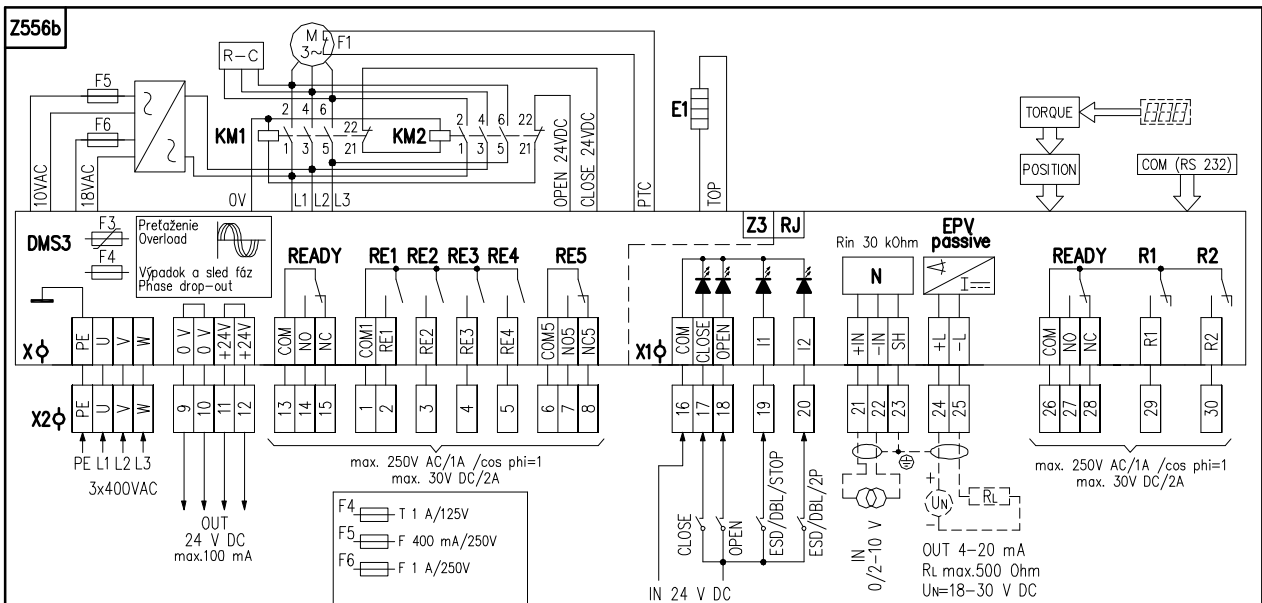 Z556b
F5
F6
R-C
M
3~
F1
2 4 6
22
KM1
1 3 5
21
KM2
2 4 6
22
1 3 5
21
E1
TORQUE
POSITION
COM (RS 232)
10VAC
18VAC
0V
L1 L2 L3
OPEN 24VDC
CLOSE 24VDC
PTC
TOP
DMS3
F3
F4
Preťaženie
Overload
Výpadok a sled fáz
Phase drop-out
READY
RE1 RE2 RE3 RE4
RE5
Z3 RJ
Rin 30 kOhm
N
EPV
passive
I
READY
R1
R2
X
PE U V W
0 V
0 V
+24V
+24V
COM NO NC
COM1 RE1
RE2
RE3
RE4
COM5 NO5 NC5
X1
COM CLOSE OPEN
I1
I2
+IN -IN SH
+L -L
COM NO NC
R1
R2
X2
PE U V W
9 10 11 12
13 14 15
1 2 3 4 5
6 7 8
16 17 18 19 20
21 22 23
24 25
26 27 28
29
30
PE L1 L2 L3
3x400VAC
OUT
24 V DC
max.100 mA
max. 250V AC/1A /cos phi=1
max. 30V DC/2A
F4 T 1 A/125V
F5 F 400 mA/250V
F6 F 1 A/250V
CLOSE
OPEN
ESD/DBL/STOP
ESD/DBL/2P
IN 24 V DC
IN
0/2-10 V
+
UN
-
RL
OUT 4-20 mA
RL max.500 Ohm
UN=18-30 V DC
max. 250V AC/1A /cos phi=1
max. 30V DC/2A